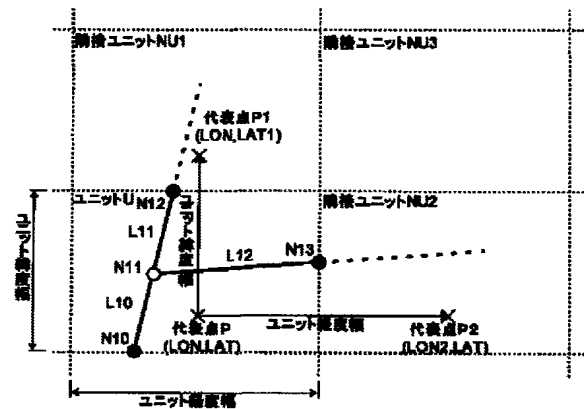 隣接ユニットNU1
隣接ユニットNU3
代表点P1
(LON,LAT1)
ユニットU
N12
隣接ユニットNU2
ユニット緯度幅
L11
ユニット緯度幅
L12
N13
N11
L10
N10
代表点P
(LON,LAT)
ユニット経度幅
代表点P2
(LON2,LAT)
ユニット経度幅